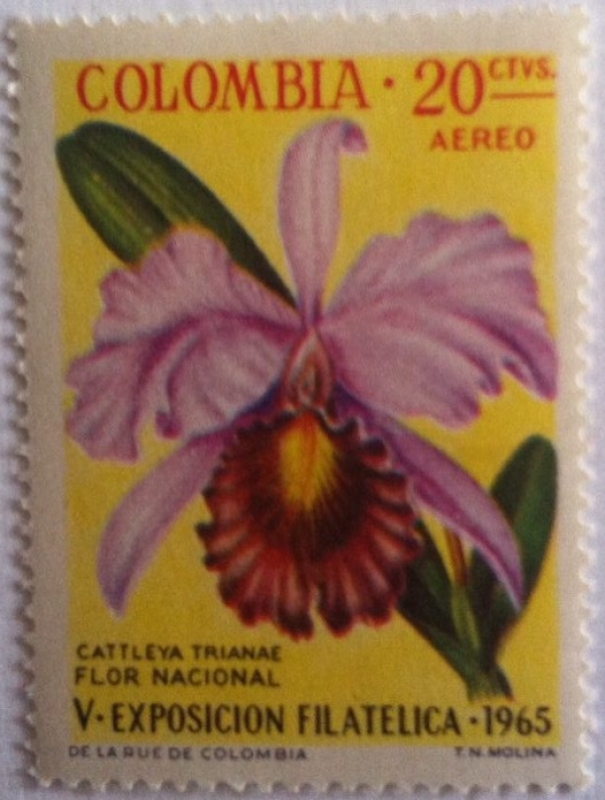 COLOMBIA · 20 CTVS.
AEREO
CATTLEYA TRIANAE
FLOR NACIONAL
V · EXPOSICION FILATELICA · 1965
DE LA RUE DE COLOMBIA T.N. MOLINA